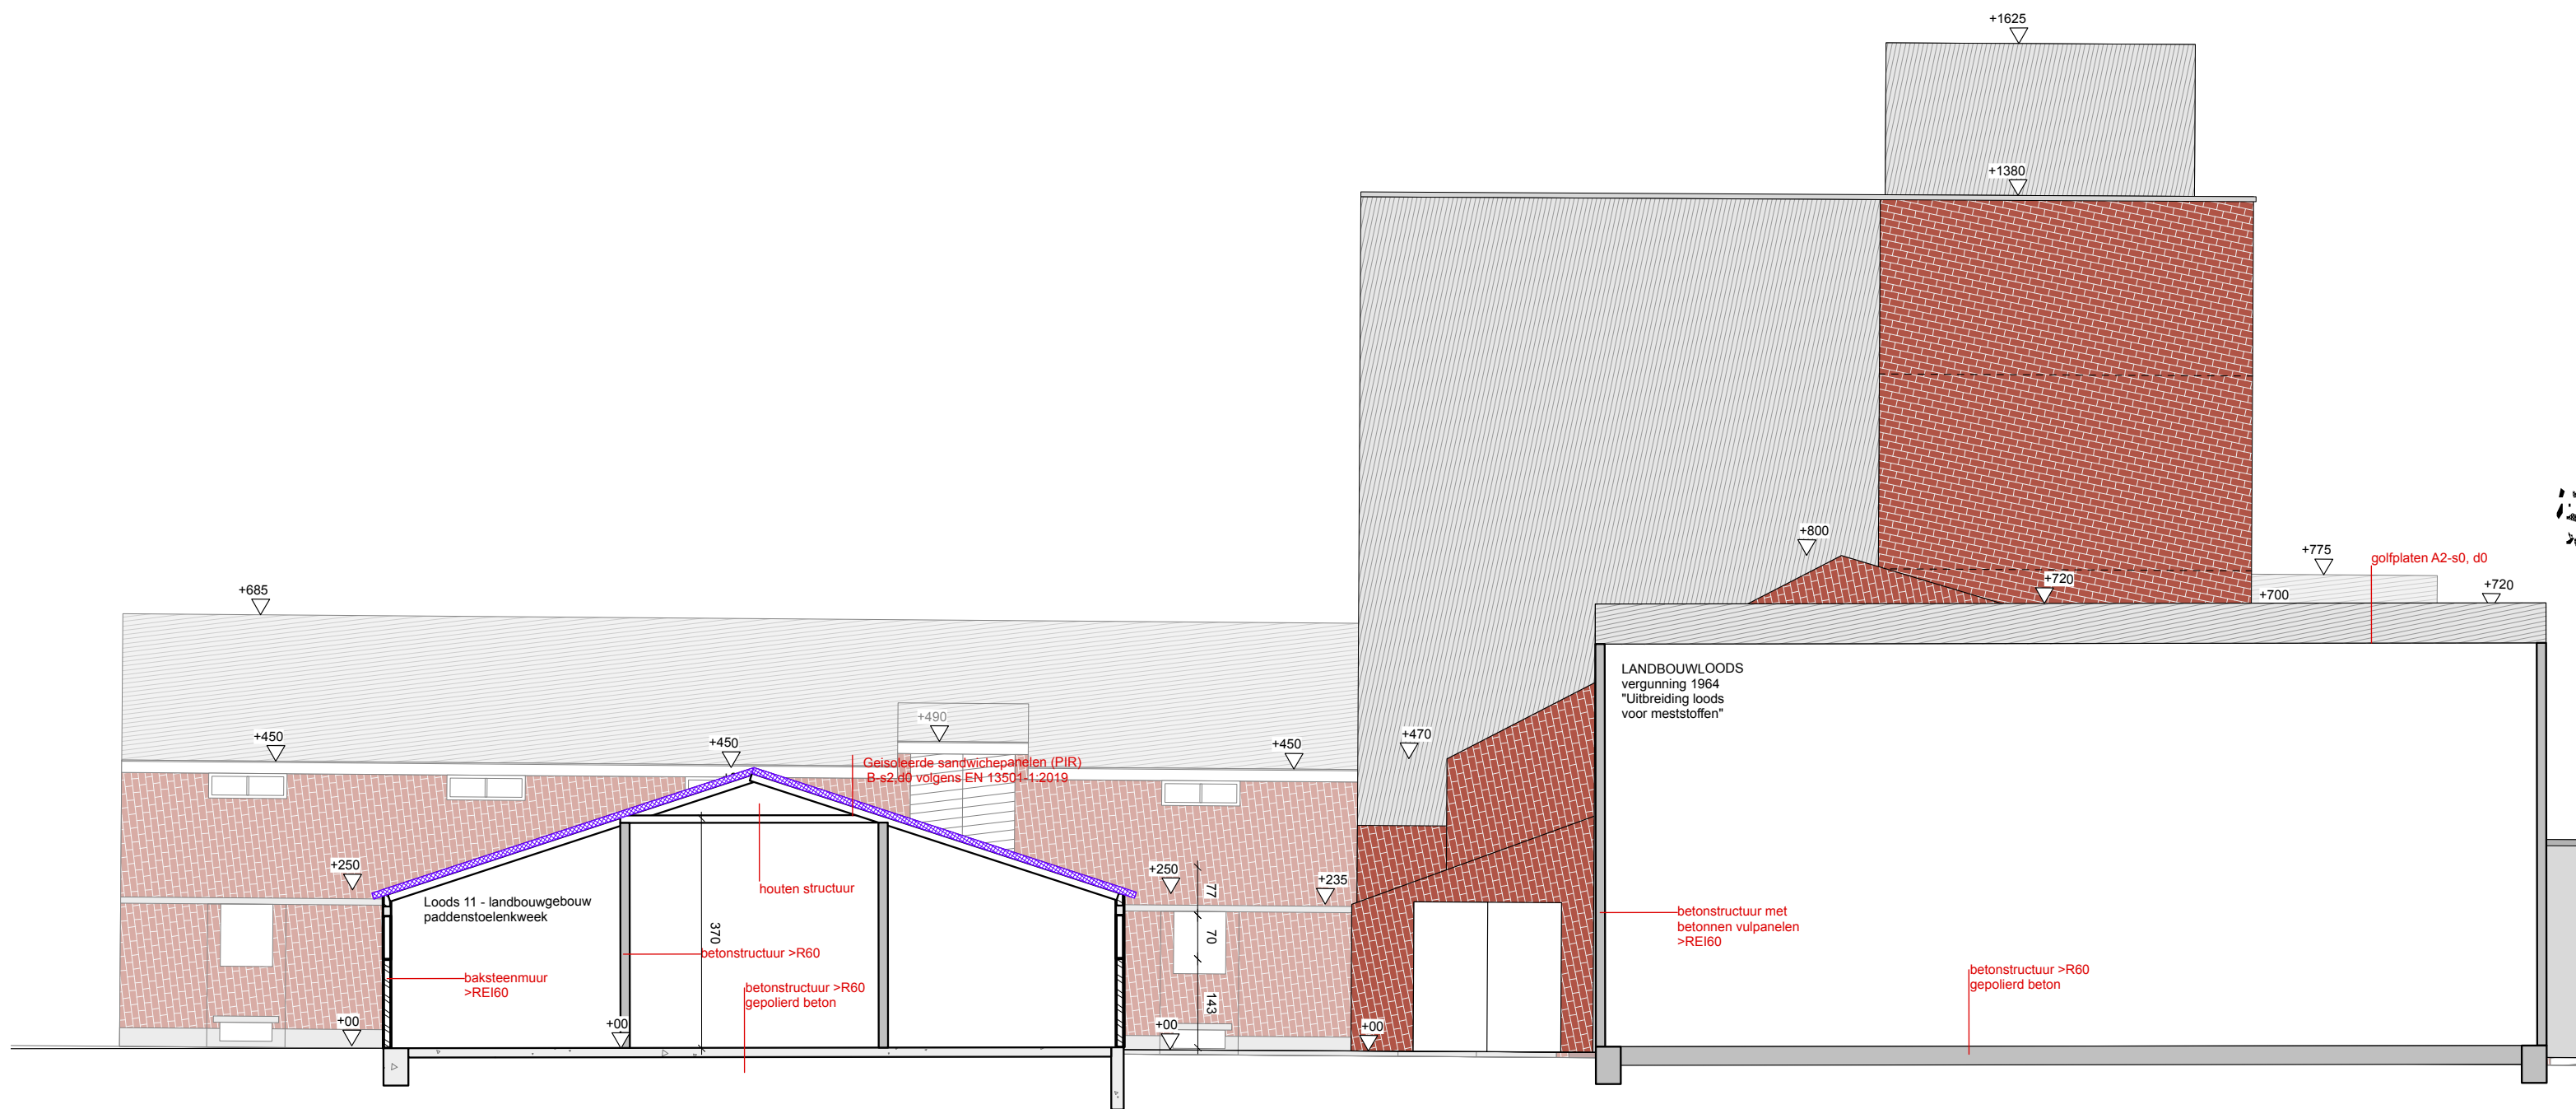 +1625
+1380
+800
+775
golfplaten A2-s0, d0
+720
+720
+700
+685
LANDBOUWLOODS
vergunning 1964
"Uitbreiding loods
voor meststoffen"
+490
+450
+450
+450
+470
Geisoleerde sandwichepanelen (PIR)
B-s2,d0 volgens EN 13501-1:2019
+250
+250
+235
houten structuur
77
Loods 11 - landbouwgebouw
paddenstoelenkweek
370
70
betonstructuur met
betonnen vulpanelen
>REI60
betonstructuur >R60
baksteenmuur
>REI60
betonstructuur >R60
gepolierd beton
143
betonstructuur >R60
gepolierd beton
+00
+00
+00
+00